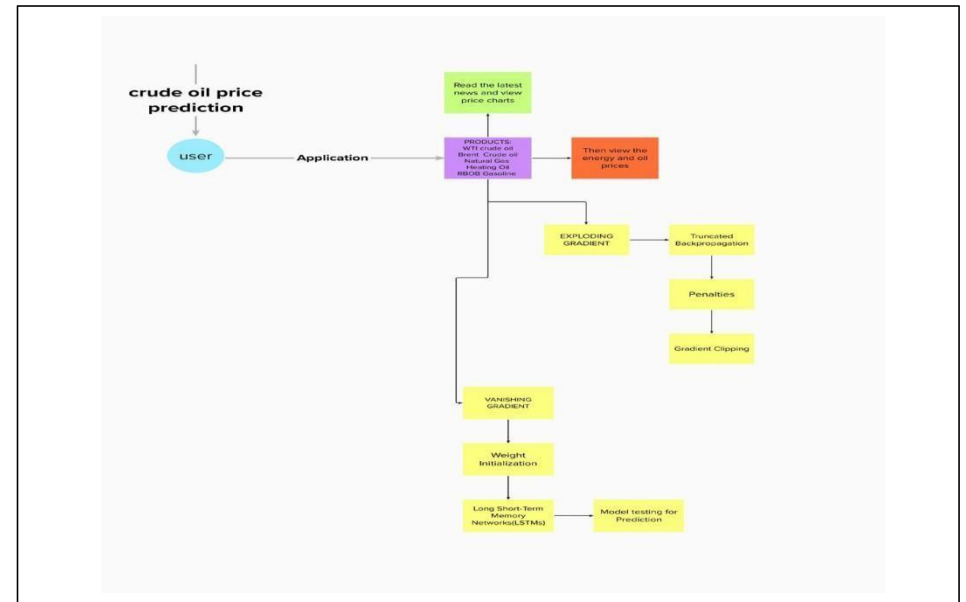 crude oil price
prediction
user
Application
Read the latest
news and view
price charts
PRODUCTS:
WTI crude oil
Brent Crude oil
Natural Ges
Heating Oil
RBOB Gasoline
Then view the
energy and oil
prices
EXPLODING
GRADIENT
Truncated
Backpropagation
Penalties
Gradient Clipping
VANISHING
GRADIENT
Weight
Initialization
Long Short-Term
Memory
Networks(LSTMs)
Model testing for
Prediction